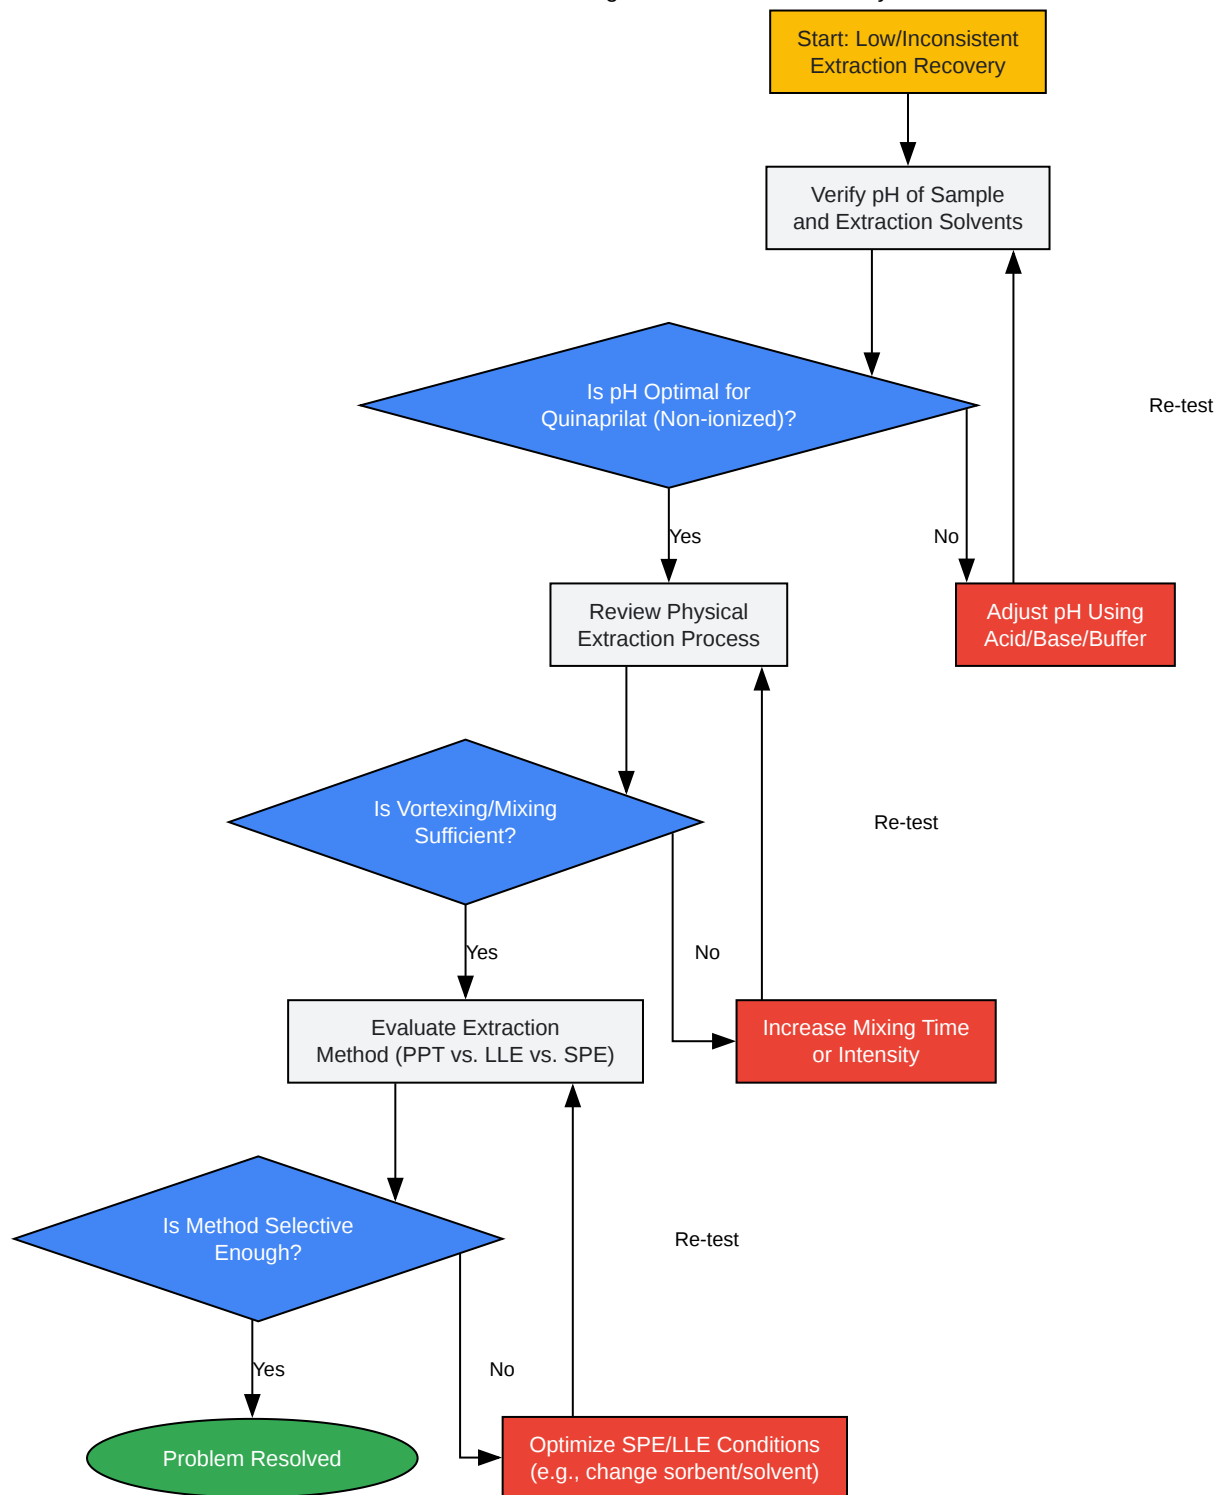 Start: Low/Inconsistent
Extraction Recovery
Verify pH of Sample
and Extraction Solvents
Is pH Optimal for
Quinaprilat (Non-ionized)?
Re-test
Yes
No
Review Physical
Extraction Process
Adjust pH Using
Acid/Base/Buffer
Is Vortexing/Mixing
Sufficient?
Re-test
Yes
No
Evaluate Extraction
Method (PPT vs. LLE vs. SPE)
Increase Mixing Time
or Intensity
Is Method Selective
Enough?
Re-test
Yes
No
Problem Resolved
Optimize SPE/LLE Conditions
(e.g., change sorbent/solvent)